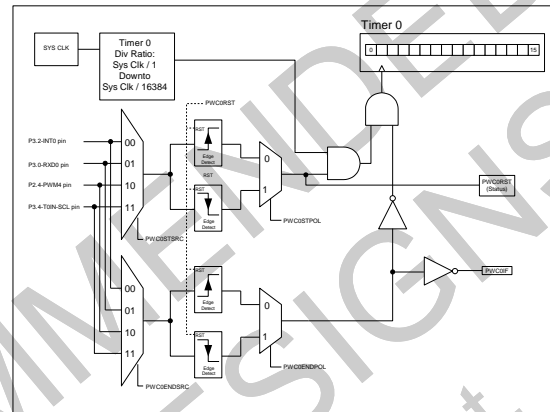 Timer 0
SYS CLK
Timer 0
Div Ratio:
Sys Clk / 1
Downto
Sys Clk / 16384
0
15
PWC0RST
P3.2-INT0 pin
P3.0-RXD0 pin
P2.4-PWM4 pin
P3.4-T0IN-SCL pin
00
01
10
11
RST
Edge
Detect
RST
RST
Edge
Detect
0
1
PWC0STSRC
PWC0STPOL
PWC0RST
(Status)
00
01
10
11
RST
Edge
Detect
RST
Edge
Detect
0
1
PWC0ENDSRC
PWC0ENDPOL
PWC0IF
MMENDE
ESIGNS